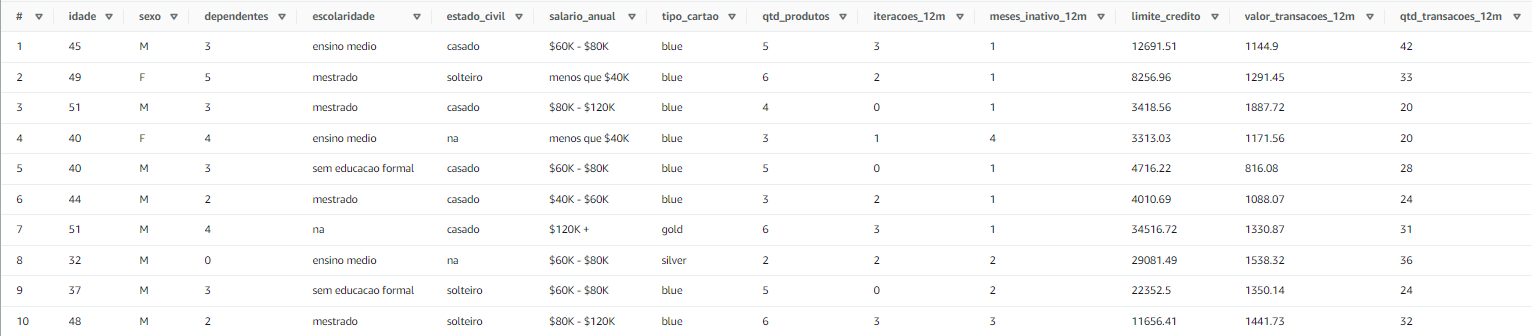 # idade sexo dependentes escolaridade estado_civil salario_anual tipo_cartao qtd_produtos iteracoes_12m meses_inativo_12m limite_credito valor_transacoes_12m qtd_transacoes_12m
1 45 M 3 ensino medio casado $60K - $80K blue 5 3 1 12691.51 1144.9 42
2 49 F 5 mestrado solteiro menos que $40K blue 6 2 1 8256.96 1291.45 33
3 51 M 3 mestrado casado $80K - $120K blue 4 0 1 3418.56 1887.72 20
4 40 F 4 ensino medio na menos que $40K blue 3 1 4 3313.03 1171.56 20
5 40 M 3 sem educacao formal casado $60K - $80K blue 5 0 1 4716.22 816.08 28
6 44 M 2 mestrado casado $40K - $60K blue 3 2 1 4010.69 1088.07 24
7 51 M 4 na casado $120K + gold 6 3 1 34516.72 1330.87 31
8 32 M 0 ensino medio na $60K - $80K silver 2 2 2 29081.49 1538.32 36
9 37 M 3 sem educacao formal solteiro $60K - $80K blue 5 0 2 22352.5 1350.14 24
10 48 M 2 mestrado solteiro $80K - $120K blue 6 3 3 11656.41 1441.73 32